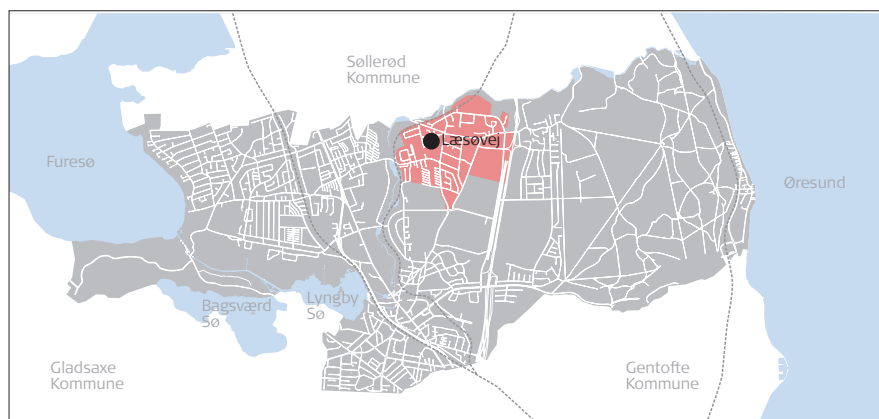 Søllerød
Kommune
Læsøvej
Furesø
Øresund
Bagsværd
Sø
Lyngby
Sø
Gladsaxe
Kommune
Gentofte
Kommune